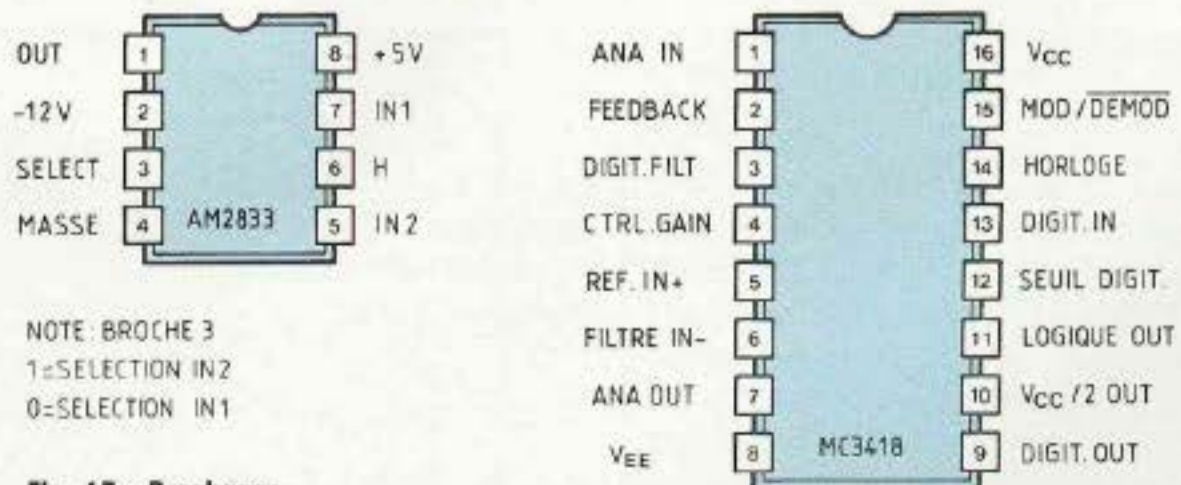 OUT 1 8 +5V
-12V 2 7 IN1
SELECT 3 6 H
MASSE 4 AM2833 5 IN2
NOTE: BROCHE 3
1=SELECTION IN2
0=SELECTION IN1
ANA IN 1 16 VCC
FEEDBACK 2 15 MOD/DEMOD
DIGIT.FILT 3 14 HORLOGE
CTRL.GAIN 4 13 DIGIT.IN
REF. IN+ 5 12 SEUIL DIGIT.
FILTRE IN- 6 11 LOGIQUE OUT
ANA OUT 7 10 VCC/2 OUT
VEE 8 MC3418 9 DIGIT.OUT